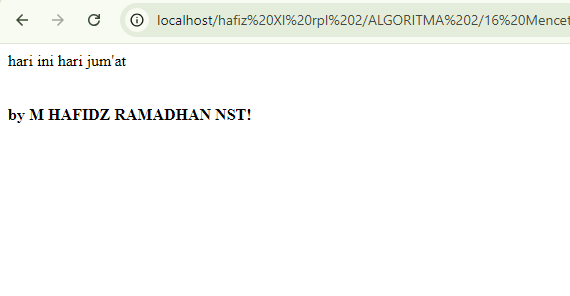 localhost/hafiz%20XI%20rpl%202/ALGORITMA%202/16%20Mencet
hari ini hari jum'at
by M HAFIDZ RAMADHAN NST!